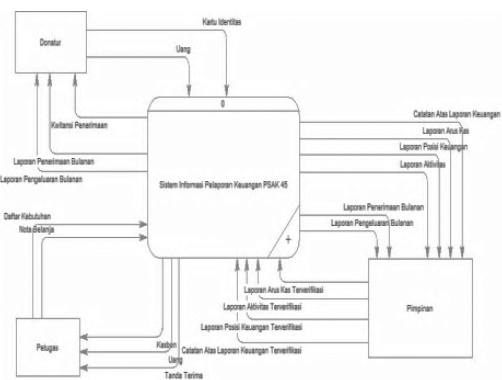 Kartu Identitas
Donatur
Uang
0
Kwitansi Penerimaan
Laporan Penerimaan Bulanan
Laporan Pengeluaran Bulanan
Sistem Informasi Pelaporan Keuangan PSAK 45
+
Catatan Atas Laporan Keuangan
Laporan Arus Kas
Laporan Posisi Keuangan
Laporan Aktivitas
Laporan Penerimaan Bulanan
Laporan Pengeluaran Bulanan
Daftar Kebutuhan
Nota Belanja
Laporan Arus Kas Terverifikasi
Laporan Aktivitas Terverifikasi
Laporan Posisi Keuangan Terverifikasi
Catatan Atas Laporan Keuangan Terverifikasi
Pimpinan
Petugas
Kasbon
Uang
Tanda Terima